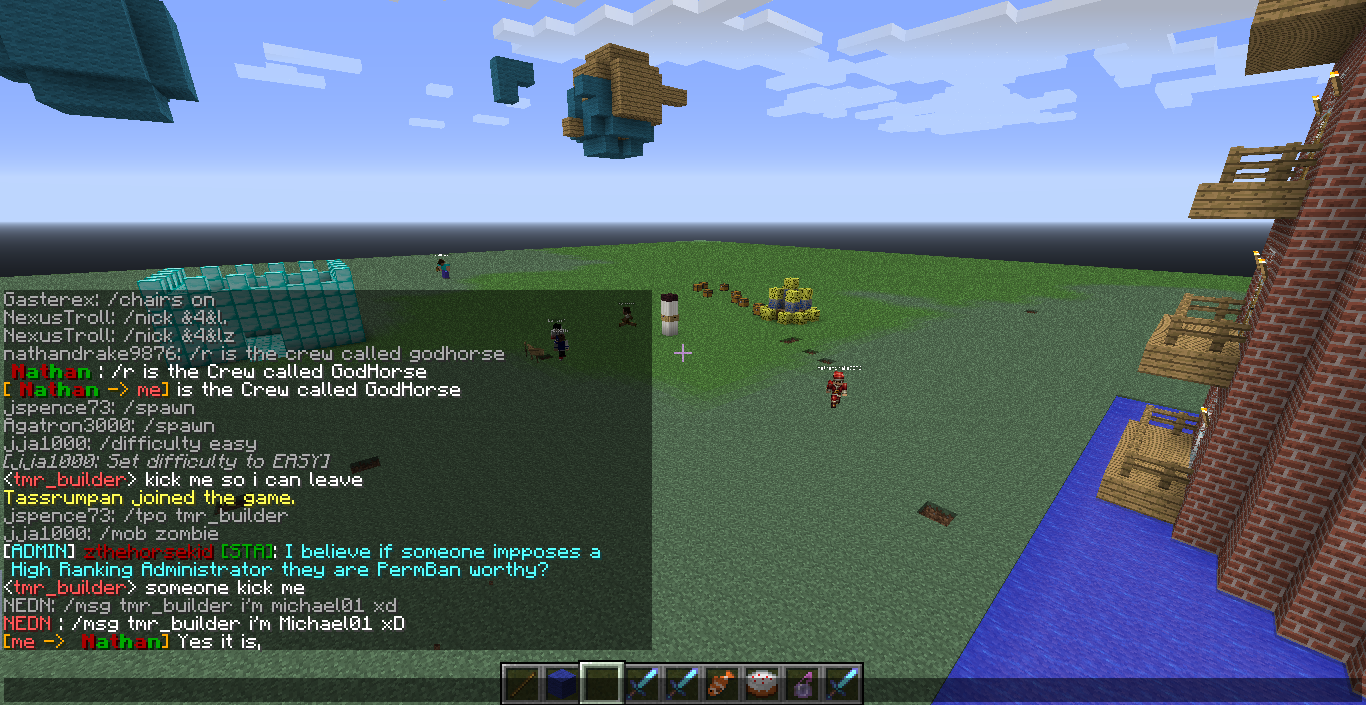 Gasterex: /chairs on
NexusTroll: /nick &4&l,
NexusTroll: /nick &4&lz
nathandrake9876: /r is the crew called godhorse
Nathan : /r is the Crew called GodHorse
[ Nathan -> me] is the Crew called GodHorse
jspence73: /spawn
Agatron3000: /spawn
jja1000: /difficulty easy
[jja1000: Set difficulty to EASY]
<tmr_builder> kick me so i can leave
Tassrumpan joined the game.
jspence73: /tpo tmr_builder
jja1000: /mob zombie
[ADMIN] zthehorsekid [STA]: I believe if someone impposes a
High Ranking Administrator they are PermBan worthy?
<tmr_builder> someone kick me
NEDN: /msg tmr_builder i'm michael01 xd
NEDN : /msg tmr_builder i'm Michael01 xD
[me -> Nathan] Yes it is,